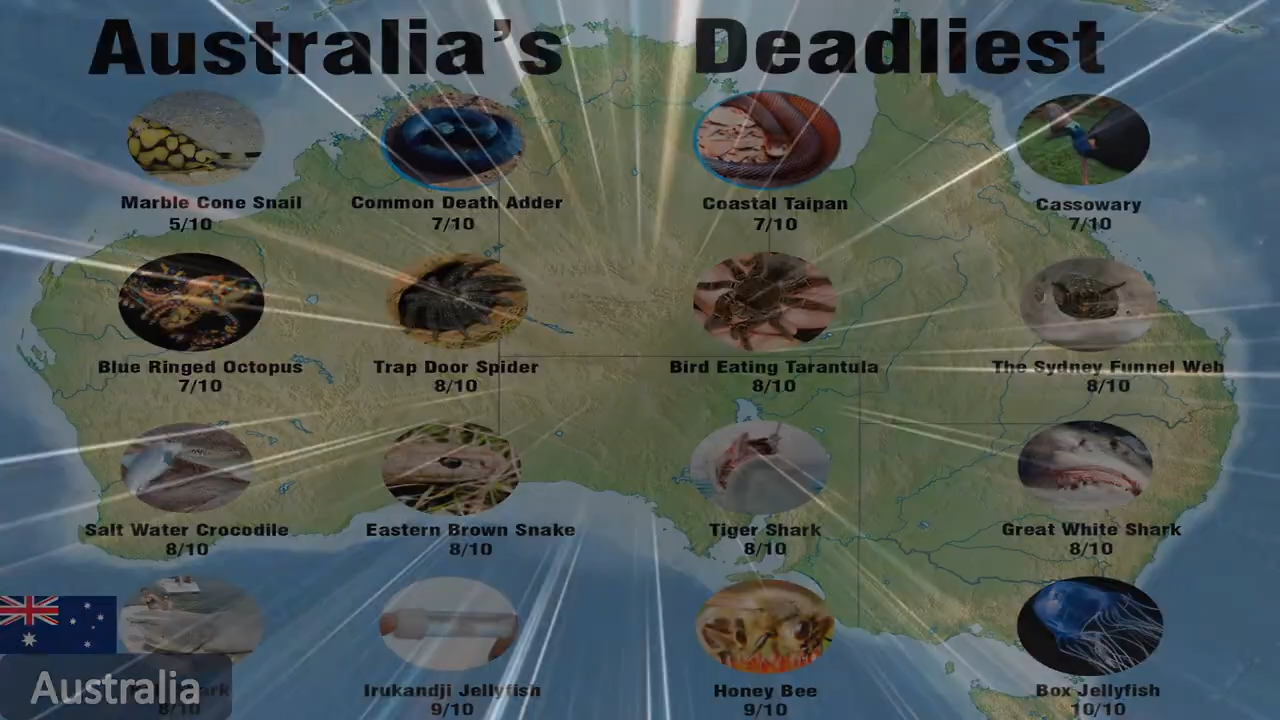 Australia's Deadliest
Marble Cone Snail
5/10
Common Death Adder
7/10
Coastal Taipan
7/10
Cassowary
7/10
Blue Ringed Octopus
7/10
Trap Door Spider
8/10
Bird Eating Tarantula
8/10
The Sydney Funnel Web
8/10
Salt Water Crocodile
8/10
Eastern Brown Snake
8/10
Tiger Shark
8/10
Great White Shark
8/10
8/10
Irukandji Jellyfish
9/10
Honey Bee
9/10
Box Jellyfish
10/10
Australia